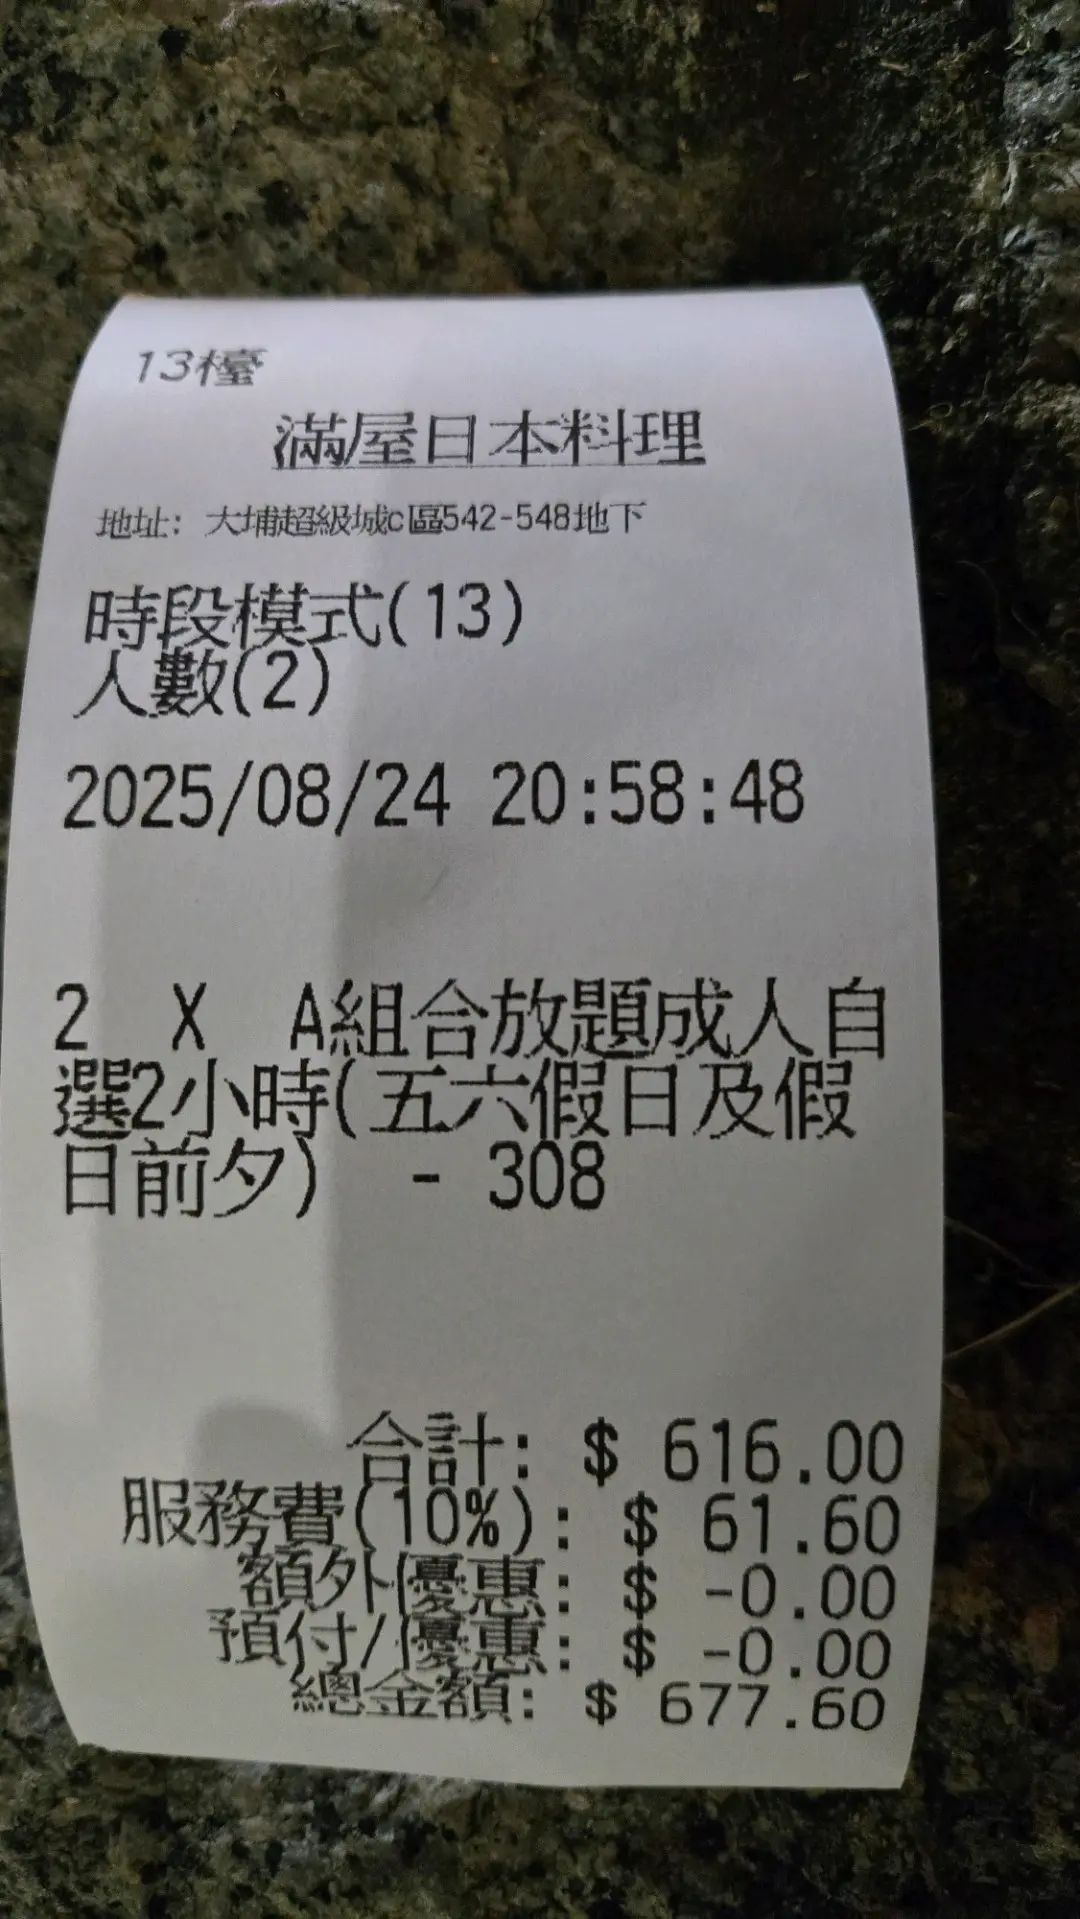 13檯
滿屋日本料理
地址: 大埔超級城c區542-548地下
時段模式(13)
人數(2)
2025/08/24 20:58:48
2 X A組合放題成人自
選2小時(五六假日及假
日前夕) - 308
合計: $ 616.00
服務費(10%): $ 61.60
額外優惠: $ -0.00
預付/優惠: $ -0.00
總金額: $ 677.60